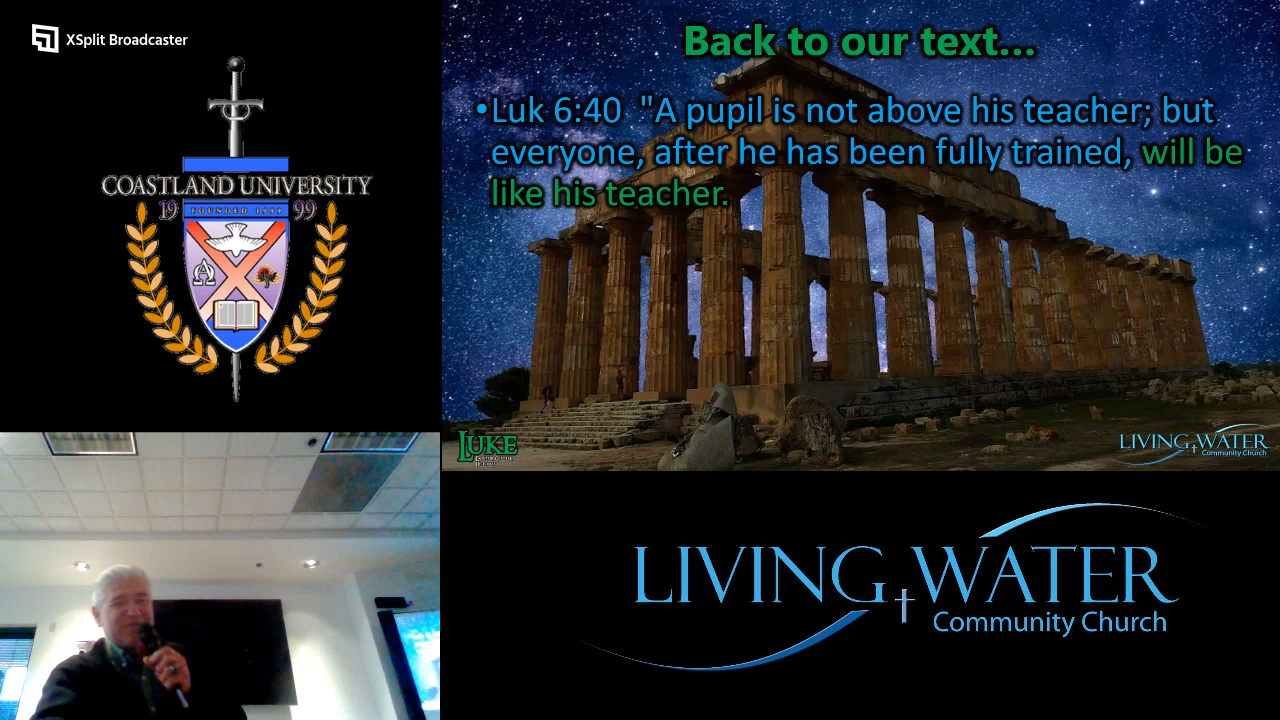 XSplit Broadcaster
COASTLAND UNIVERSITY
19 FOUNDED 1999 99
Α Ω
Back to our text...
•Luk 6:40 "A pupil is not above his teacher; but
everyone, after he has been fully trained, will be
like his teacher.
LUKE
LIVING WATER
Community Church
LIVING WATER
Community Church